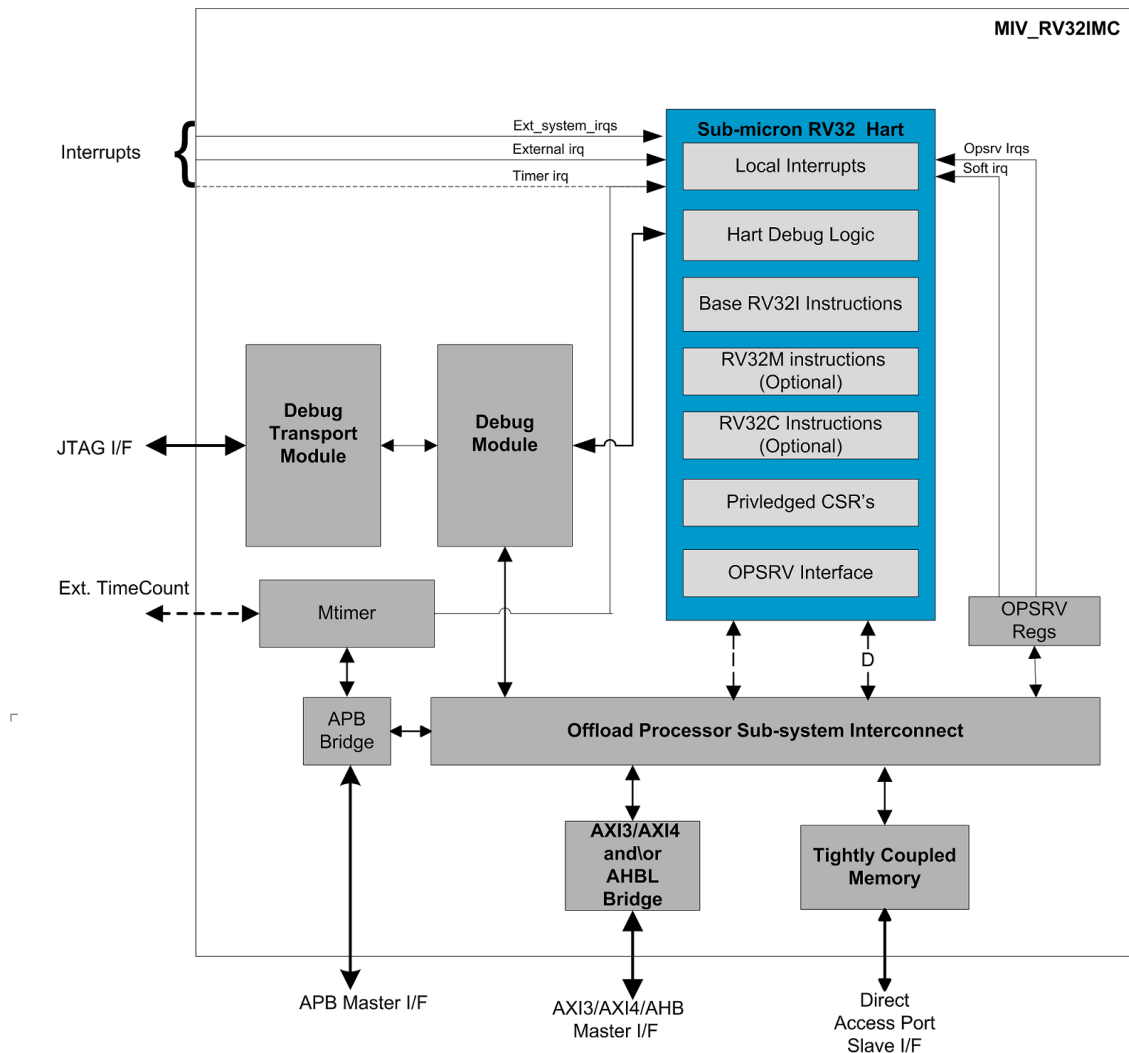 MIV_RV32IMC
Ext_system_irqs
External irq
Timer irq
Interrupts
Sub-micron RV32 Hart
Local Interrupts
Opsrv Irqs
Soft irq
Hart Debug Logic
Base RV32I Instructions
RV32M instructions
(Optional)
RV32C Instructions
(Optional)
Privledged CSR's
OPSRV Interface
Debug
Transport
Module
Debug
Module
JTAG I/F
Ext. TimeCount
Mtimer
OPSRV
Regs
I
D
APB
Bridge
Offload Processor Sub-system Interconnect
AXI3/AXI4
and\or
AHBL
Bridge
Tightly Coupled
Memory
APB Master I/F
AXI3/AXI4/AHB
Master I/F
Direct
Access Port
Slave I/F